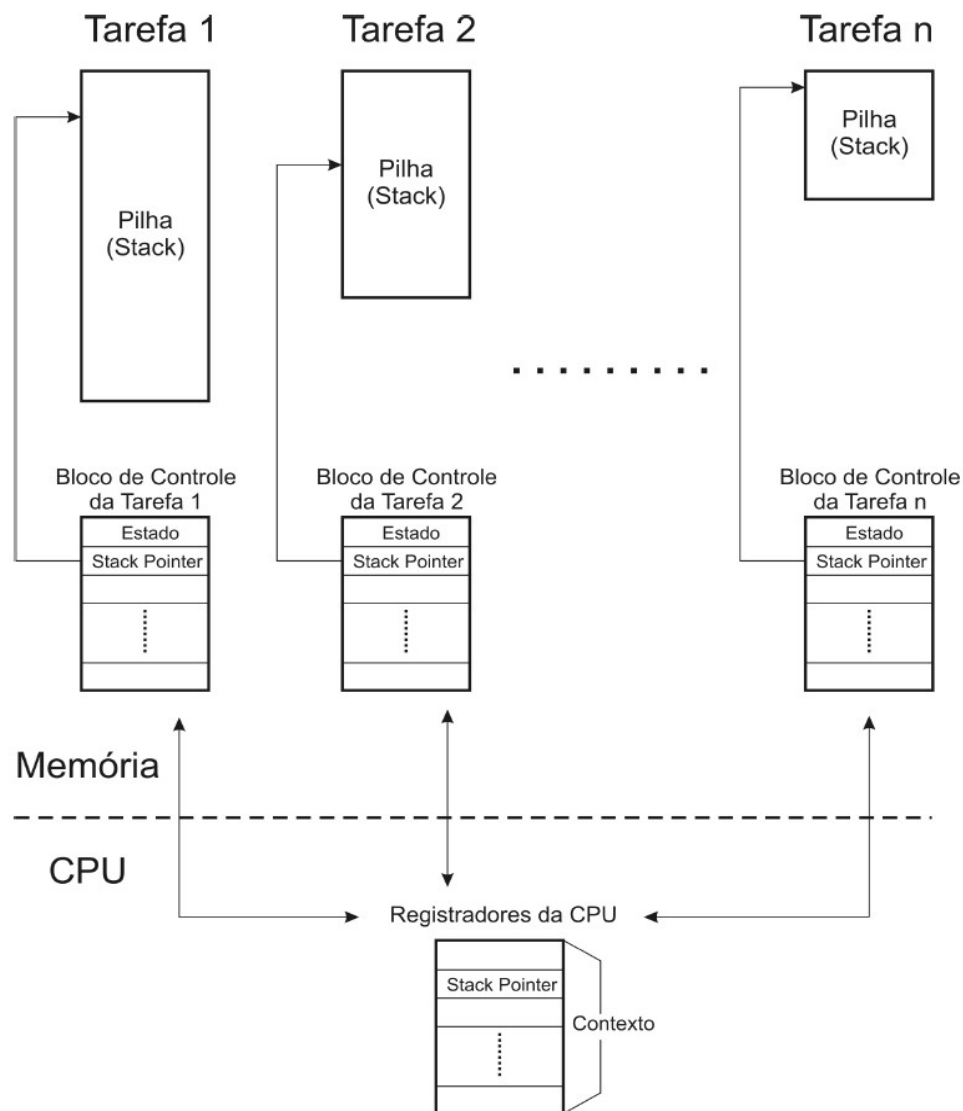 Tarefa 1
Tarefa 2
Tarefa n
Pilha
(Stack)
Pilha
(Stack)
Pilha
(Stack)
Bloco de Controle
da Tarefa 1
Estado
Stack Pointer
Bloco de Controle
da Tarefa 2
Estado
Stack Pointer
Bloco de Controle
da Tarefa n
Estado
Stack Pointer
Memória
CPU
Registradores da CPU
Stack Pointer
Contexto